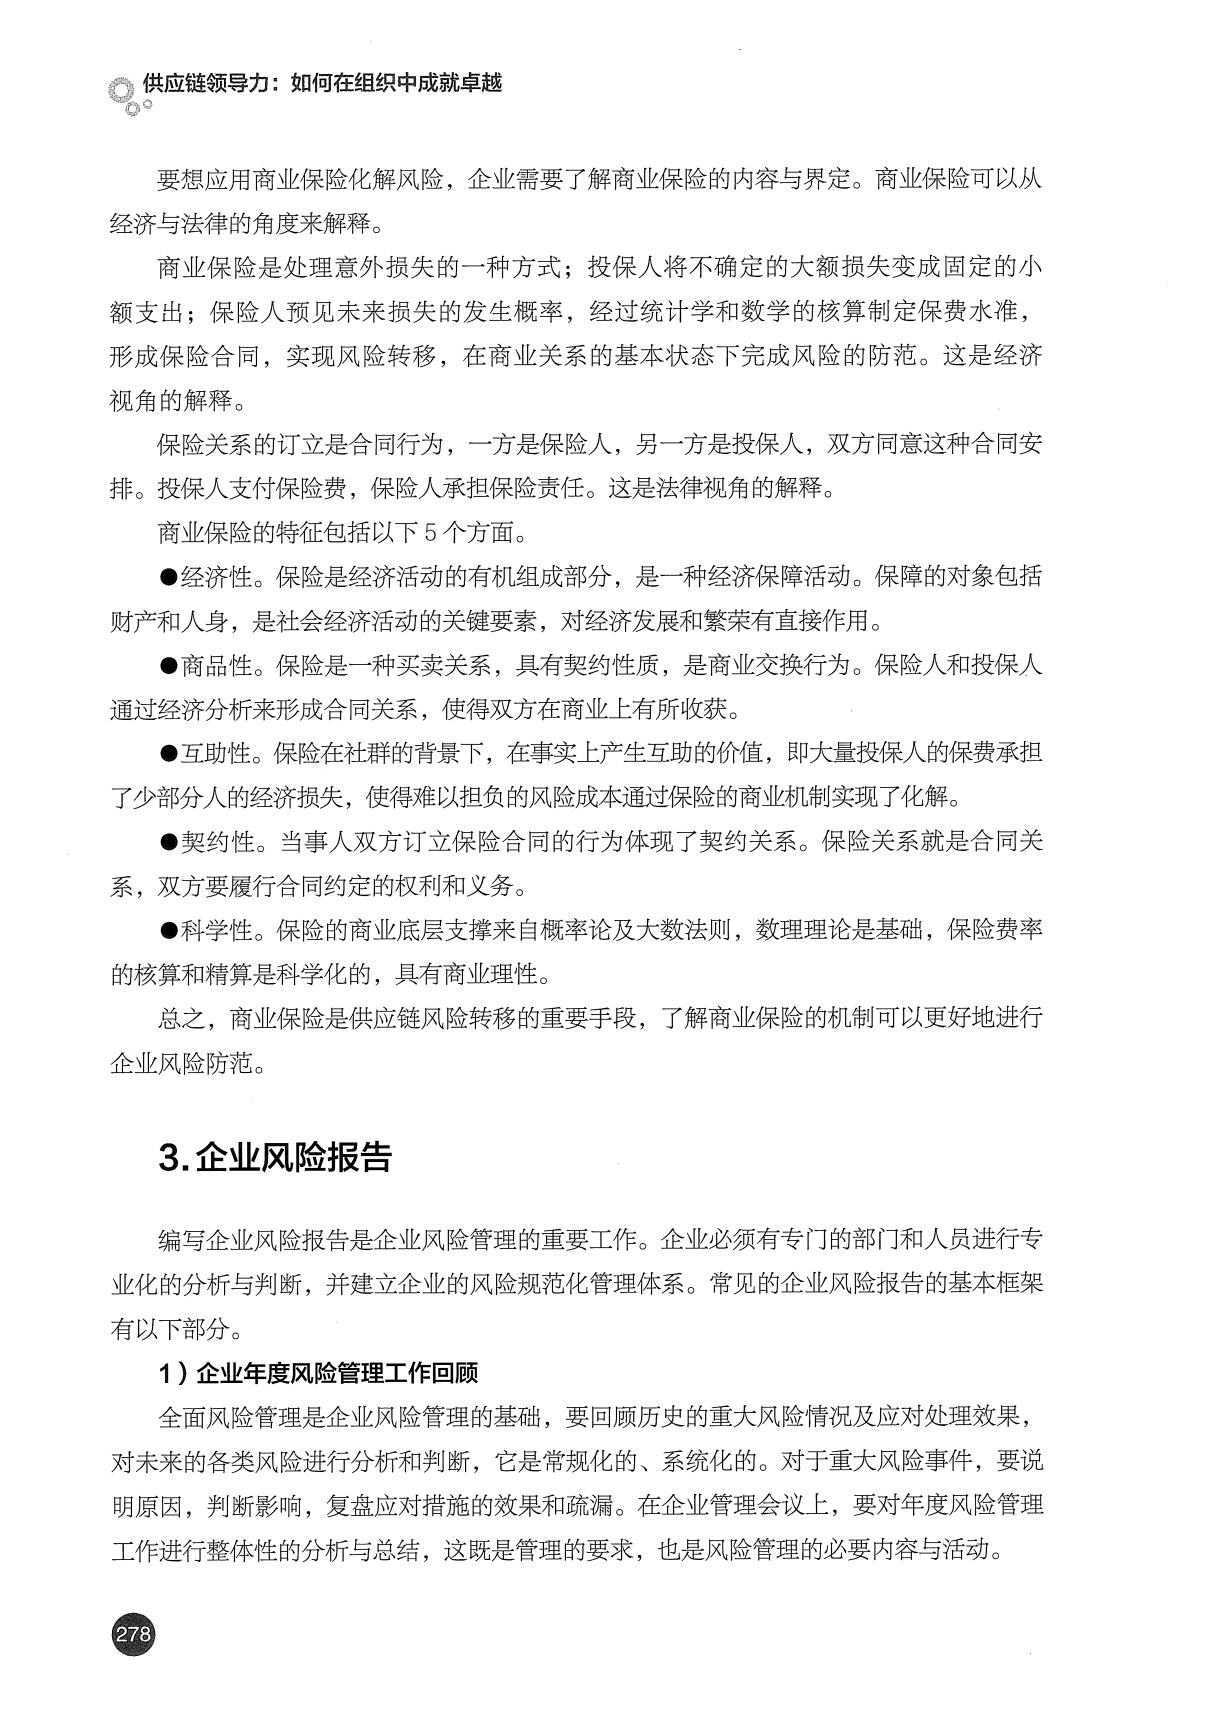 供应链领导力：如何在组织中成就卓越
要想应用商业保险化解风险，企业需要了解商业保险的内容与界定。商业保险可以从
经济与法律的角度来解释。
商业保险是处理意外损失的一种方式；投保人将不确定的大额损失变成固定的小
额支出；保险人预见未来损失的发生概率，经过统计学和数学的核算制定保费水准，
形成保险合同，实现风险转移，在商业关系的基本状态下完成风险的防范。这是经济
视角的解释。
保险关系的订立是合同行为，一方是保险人，另一方是投保人，双方同意这种合同安
排。投保人支付保险费，保险人承担保险责任。这是法律视角的解释。
商业保险的特征包括以下 5 个方面。
●经济性。保险是经济活动的有机组成部分，是一种经济保障活动。保障的对象包括
财产和人身，是社会经济活动的关键要素，对经济发展和繁荣有直接作用。
●商品性。保险是一种买卖关系，具有契约性质，是商业交换行为。保险人和投保人
通过经济分析来形成合同关系，使得双方在商业上有所收获。
●互助性。保险在社群的背景下，在事实上产生互助的价值，即大量投保人的保费承担
了少部分人的经济损失，使得难以担负的风险成本通过保险的商业机制实现了化解。
●契约性。当事人双方订立保险合同的行为体现了契约关系。保险关系就是合同关
系，双方要履行合同约定的权利和义务。
●科学性。保险的商业底层支撑来自概率论及大数法则，数理理论是基础，保险费率
的核算和精算是科学化的，具有商业理性。
总之，商业保险是供应链风险转移的重要手段，了解商业保险的机制可以更好地进行
企业风险防范。
3. 企业风险报告
编写企业风险报告是企业风险管理的重要工作。企业必须有专门的部门和人员进行专
业化的分析与判断，并建立企业的风险规范化管理体系。常见的企业风险报告的基本框架
有以下部分。
1）企业年度风险管理工作回顾
全面风险管理是企业风险管理的基础，要回顾历史的重大风险情况及应对处理效果，
对未来的各类风险进行分析和判断，它是常规化的、系统化的。对于重大风险事件，要说
明原因，判断影响，复盘应对措施的效果和疏漏。在企业管理会议上，要对年度风险管理
工作进行整体性的分析与总结，这既是管理的要求，也是风险管理的必要内容与活动。
278